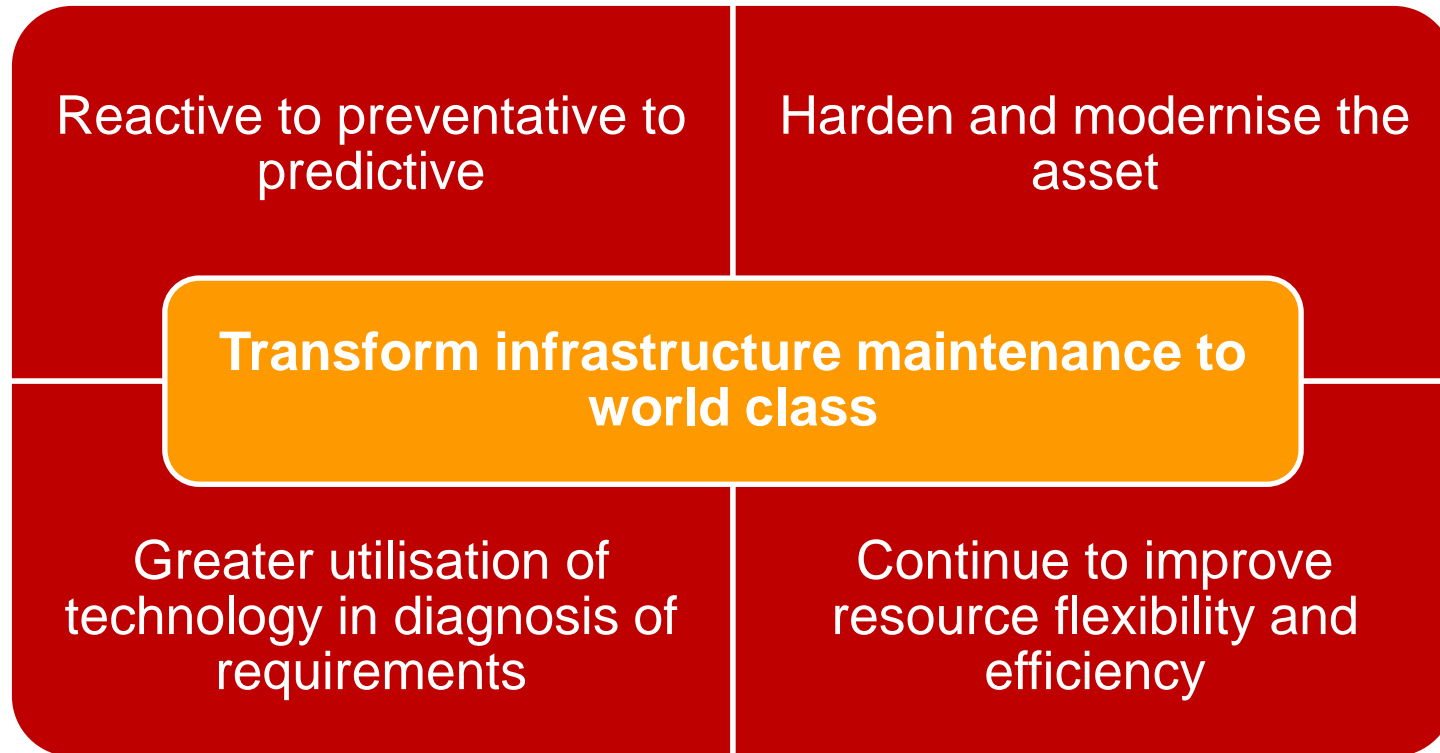 Reactive to preventative to
predictive
Harden and modernise the
asset
Transform infrastructure maintenance to
world class
Greater utilisation of
technology in diagnosis of
requirements
Continue to improve
resource flexibility and
efficiency